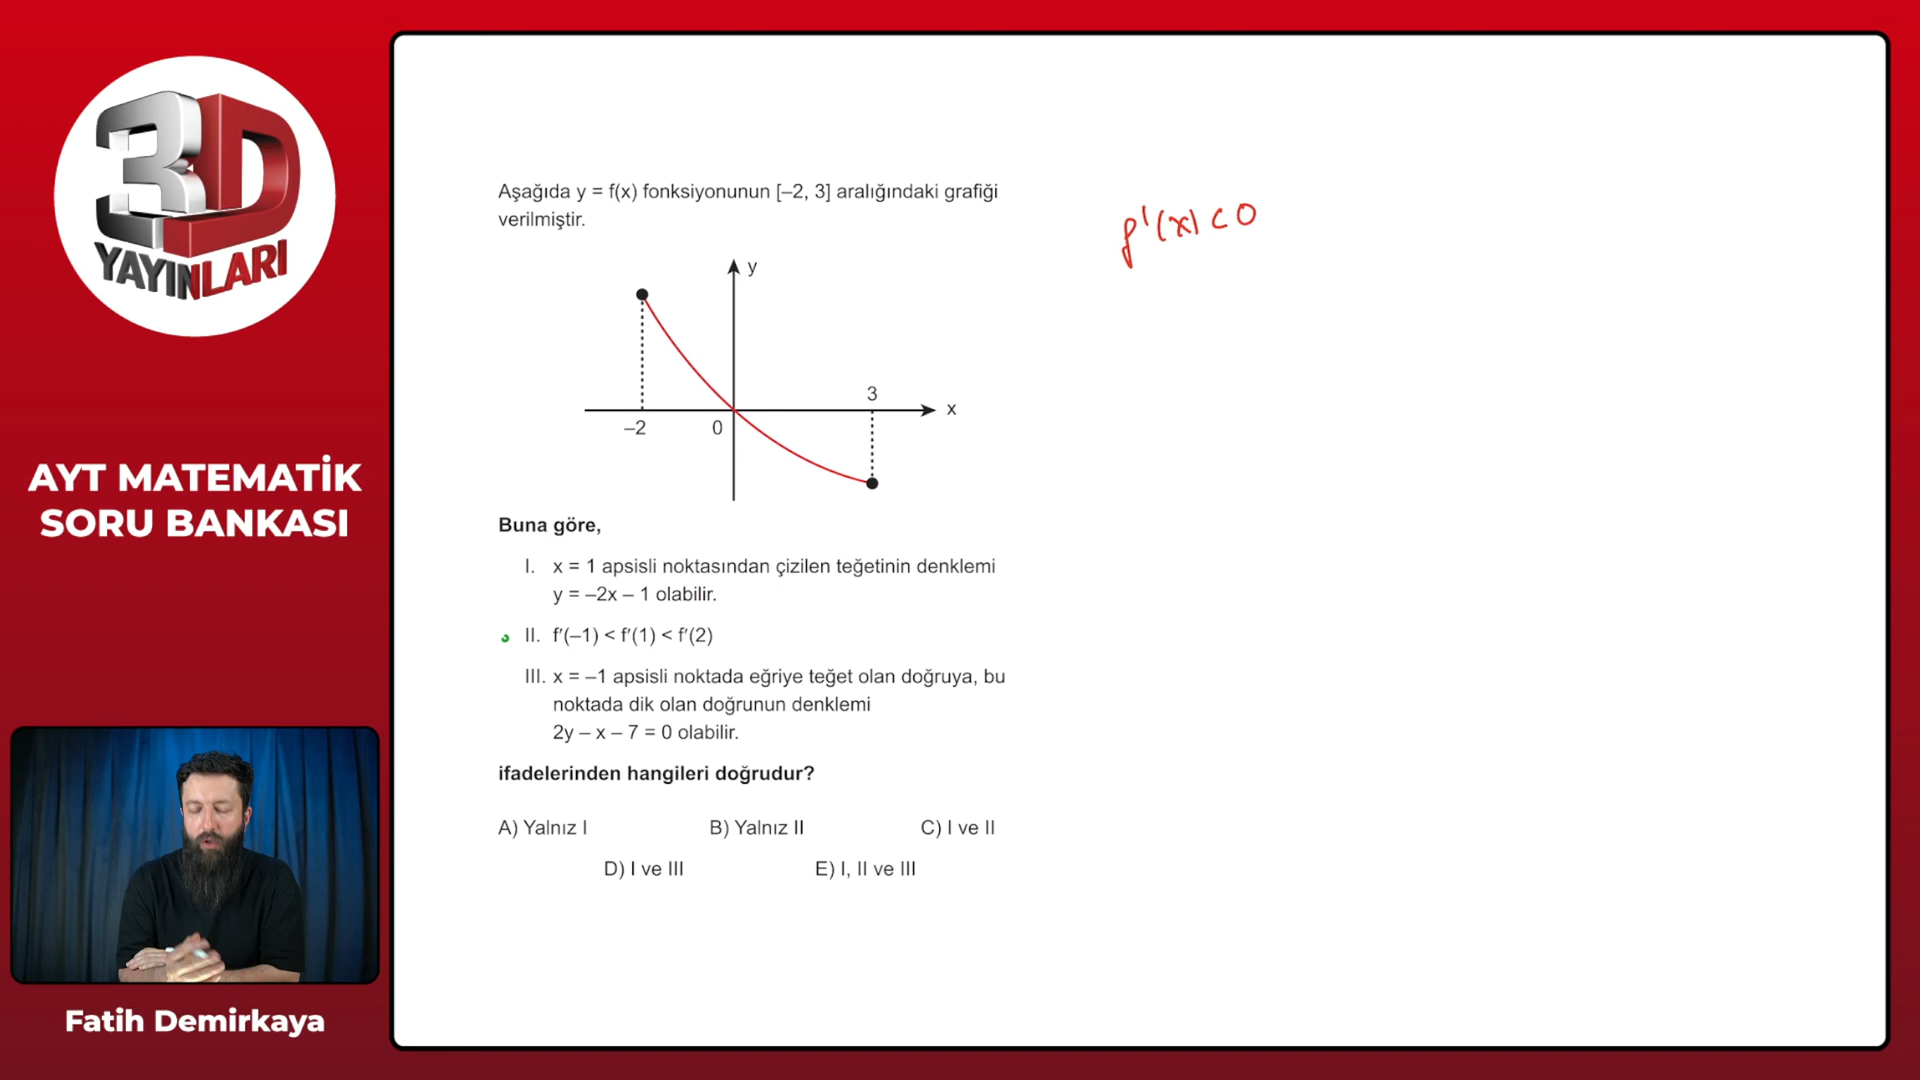 3D
YAYINLARI
AYT MATEMATİK
SORU BANKASI
Fatih Demirkaya
Aşağıda y = f(x) fonksiyonunun [–2, 3] aralığındaki grafiği
verilmiştir.
y
3
x
–2
0
Buna göre,
I. x = 1 apsisli noktasından çizilen teğetinin denklemi
y = –2x – 1 olabilir.
II. f′(–1) < f′(1) < f′(2)
III. x = –1 apsisli noktada eğriye teğet olan doğruya, bu
noktada dik olan doğrunun denklemi
2y – x – 7 = 0 olabilir.
ifadelerinden hangileri doğrudur?
A) Yalnız I B) Yalnız II C) I ve II
D) I ve III E) I, II ve III
f'(x) < 0